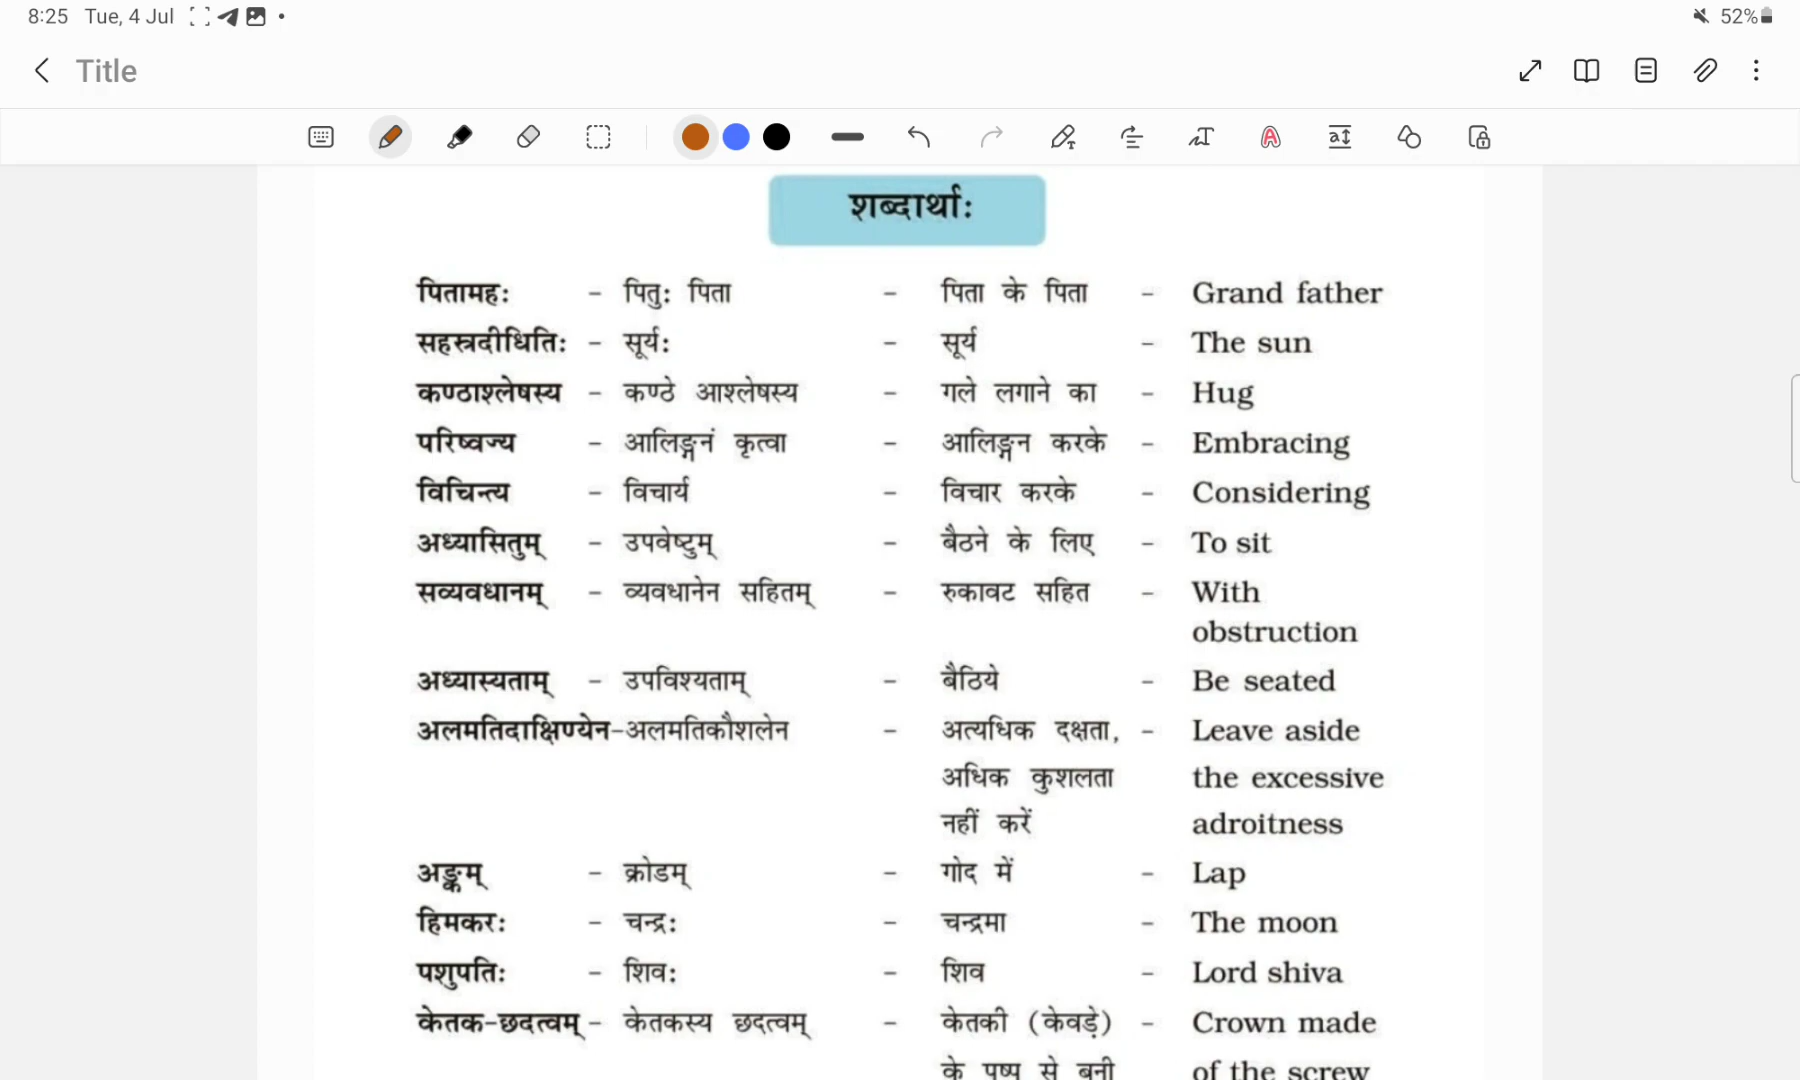 8:25 Tue, 4 Jul 52%
Title
शब्दार्थाः
पितामहः – पितुः पिता – पिता के पिता – Grand father
सहस्त्रदीधितिः – सूर्यः – सूर्य – The sun
कण्ठाश्लेषस्य – कण्ठे आश्लेषस्य – गले लगाने का – Hug
परिष्वज्य – आलिङ्गनं कृत्वा – आलिङ्गन करके – Embracing
विचिन्त्य – विचार्य – विचार करके – Considering
अध्यासितुम् – उपवेष्टुम् – बैठने के लिए – To sit
सव्यवधानम् – व्यवधानेन सहितम् – रुकावट सहित – With
obstruction
अध्यास्यताम् – उपविश्यताम् – बैठिये – Be seated
अलमतिदाक्षिण्येन–अलमतिकौशलेन – अत्यधिक दक्षता, – Leave aside
अधिक कुशलता the excessive
नहीं करें adroitness
अङ्कम् – क्रोडम् – गोद में – Lap
हिमकरः – चन्द्रः – चन्द्रमा – The moon
पशुपतिः – शिवः – शिव – Lord shiva
केतक-छदत्वम् – केतकस्य छदत्वम् – केतकी (केवड़े) – Crown made
के पुष्प से बनी of the screw